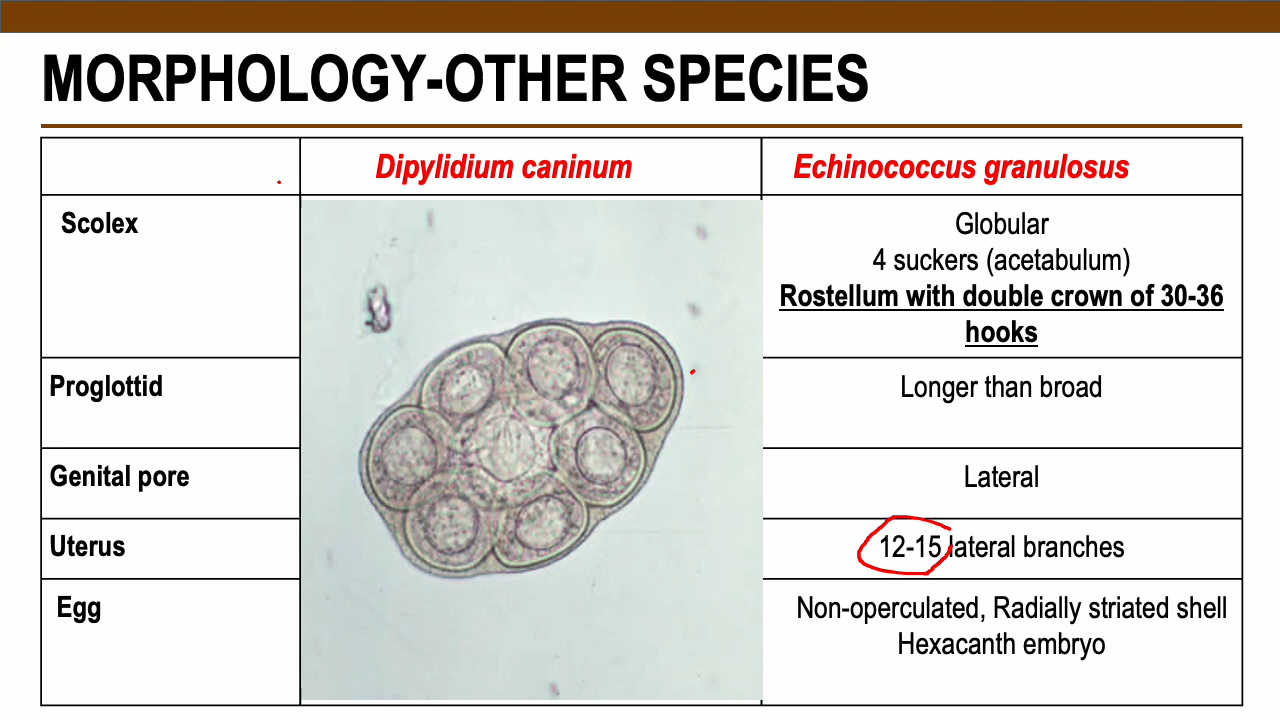 MORPHOLOGY-OTHER SPECIES
Dipylidium caninum
Echinococcus granulosus
Scolex
Globular
4 suckers (acetabulum)
Rostellum with double crown of 30-36
hooks
Proglottid
Longer than broad
Genital pore
Lateral
Uterus
12-15 lateral branches
Egg
Non-operculated, Radially striated shell
Hexacanth embryo